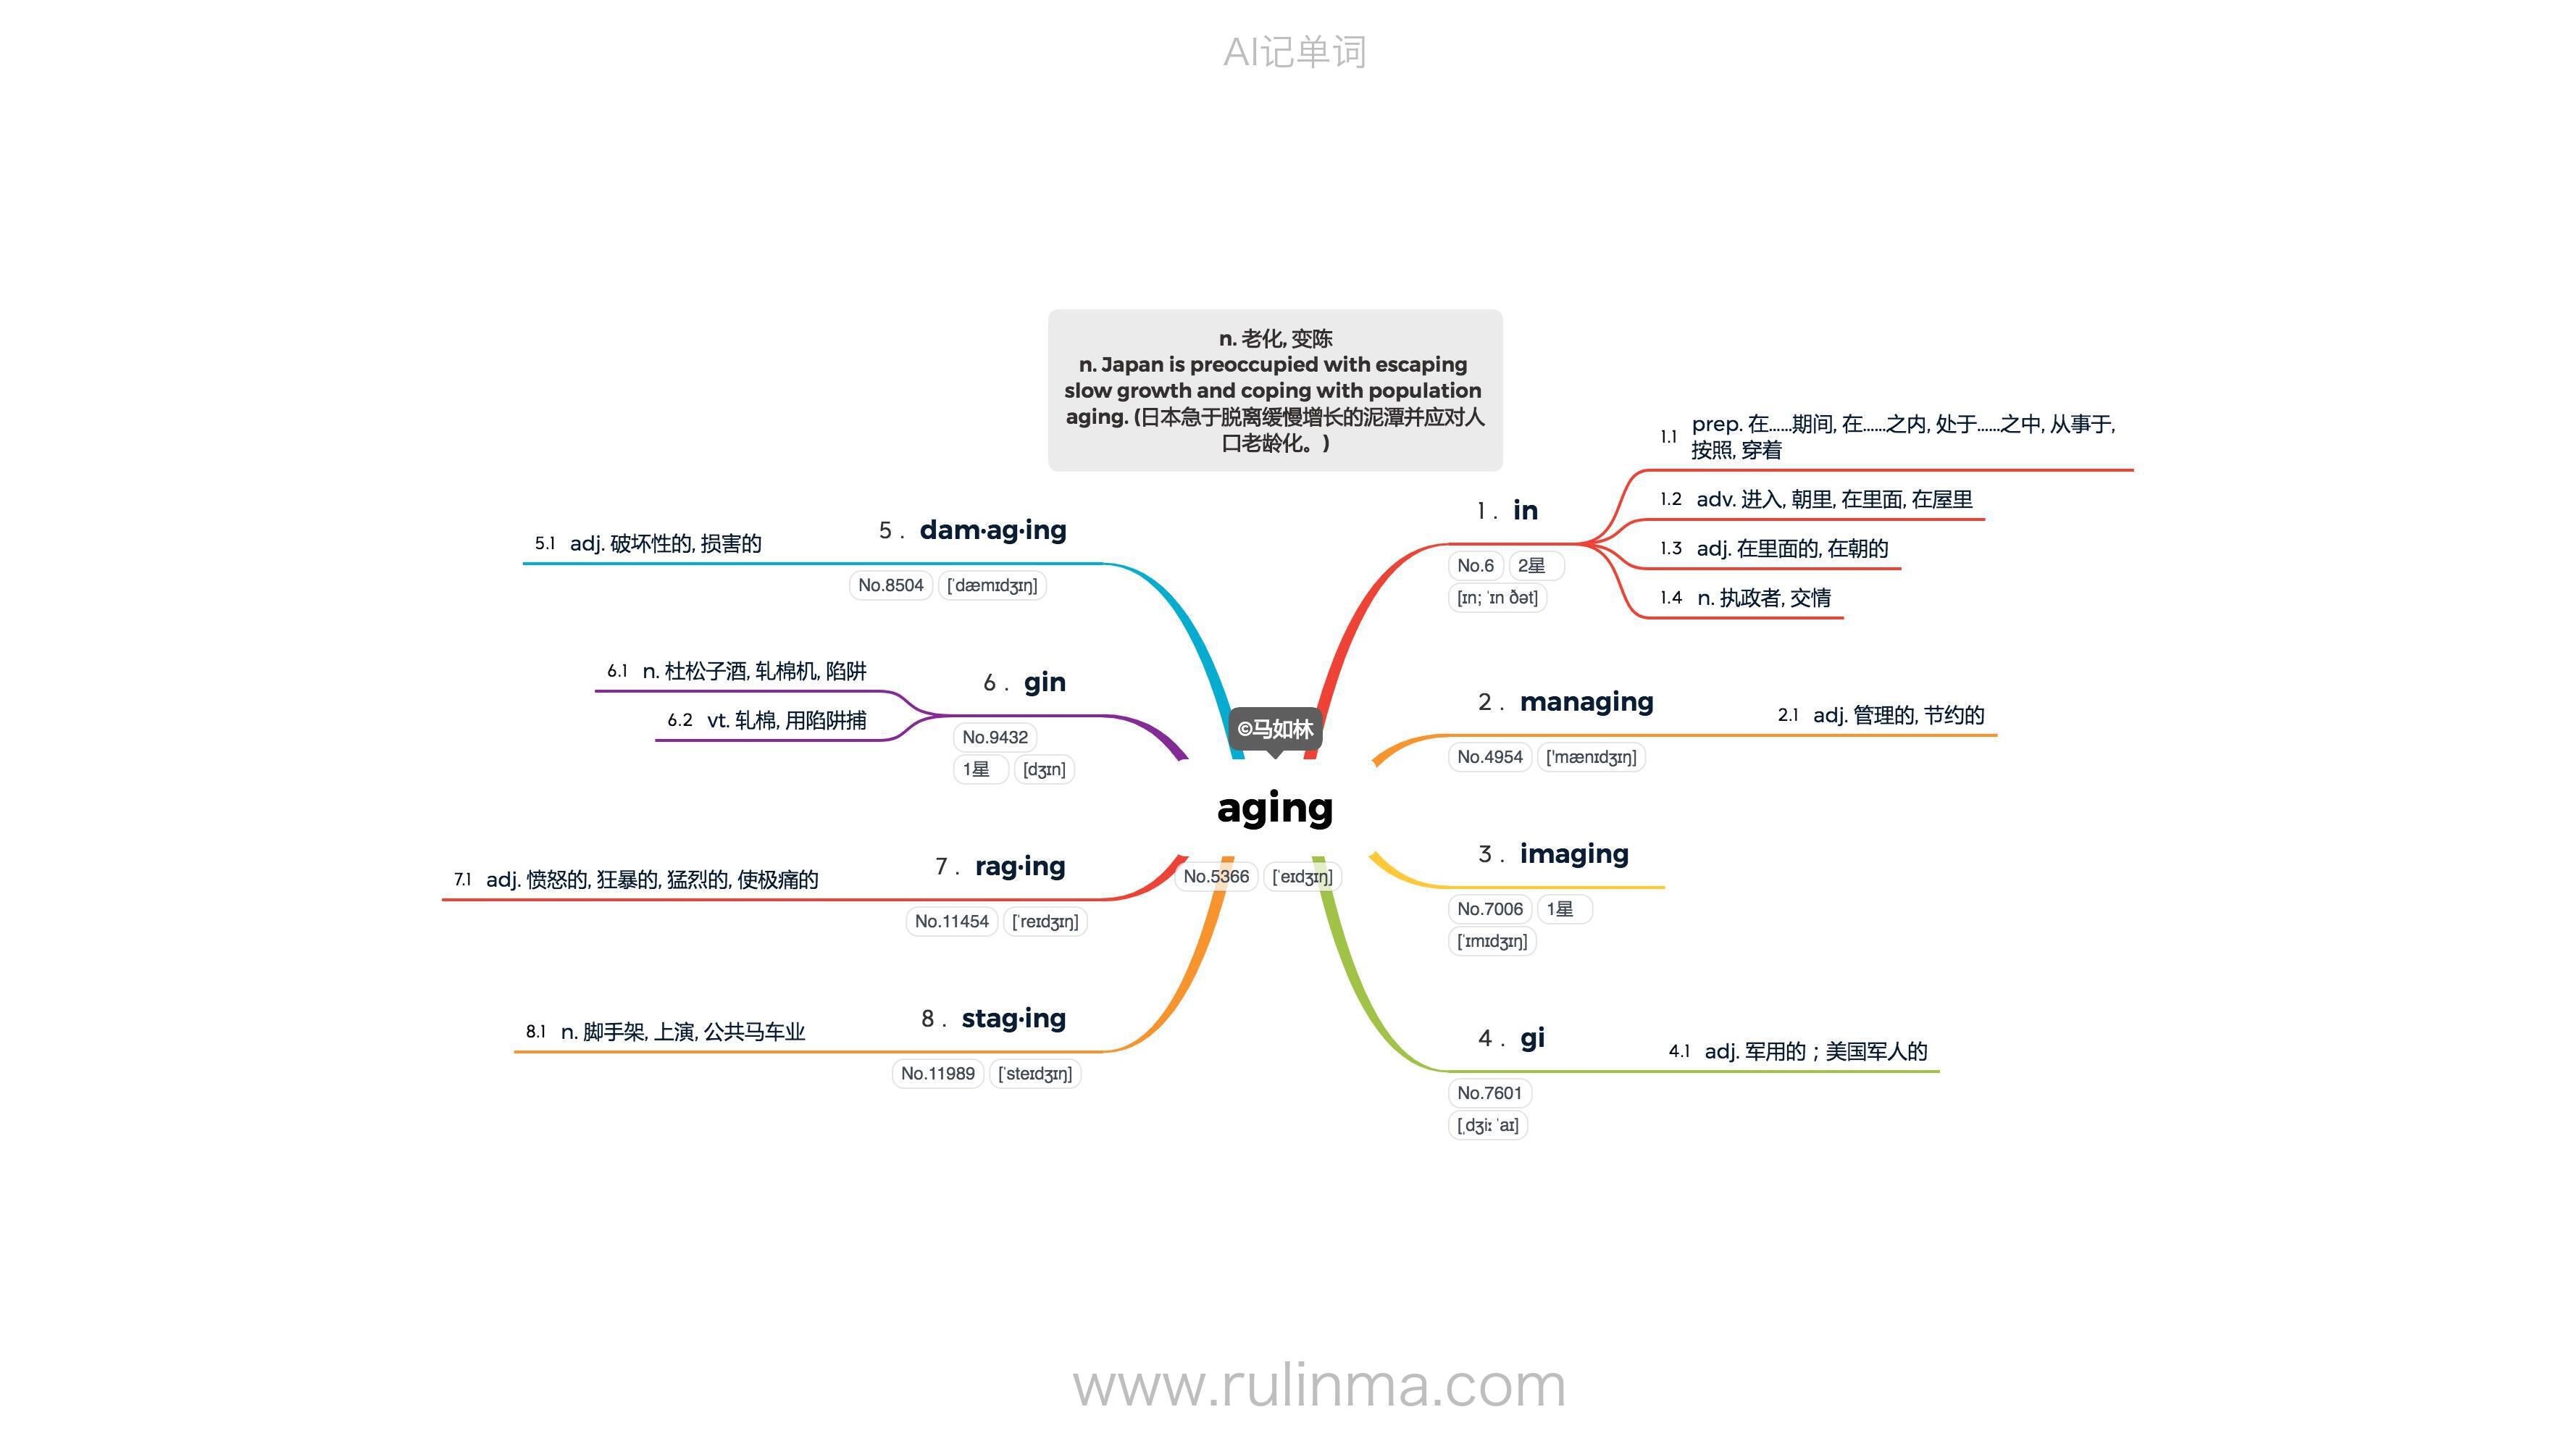 AI记单词
n. 老化, 变陈
n. Japan is preoccupied with escaping
slow growth and coping with population
aging. (日本急于脱离缓慢增长的泥潭并应对人
口老龄化。)
©马如林
aging
No.5366 [ˈeɪdʒɪŋ]
1 . in
No.6 2星
[ɪn; ˈɪn ðət]
1.1 prep. 在……期间, 在……之内, 处于……之中, 从事于,
按照, 穿着
1.2 adv. 进入, 朝里, 在里面, 在屋里
1.3 adj. 在里面的, 在朝的
1.4 n. 执政者, 交情
2 . managing
No.4954 ['mænɪdʒɪŋ]
2.1 adj. 管理的, 节约的
3 . imaging
No.7006 1星
[ˈɪmɪdʒɪŋ]
4 . gi
No.7601
[ˌdʒiː ˈaɪ]
4.1 adj. 军用的；美国军人的
5 . dam·ag·ing
No.8504 [ˈdæmɪdʒɪŋ]
5.1 adj. 破坏性的, 损害的
6 . gin
No.9432
1星 [dʒɪn]
6.1 n. 杜松子酒, 轧棉机, 陷阱
6.2 vt. 轧棉, 用陷阱捕
7 . rag·ing
No.11454 [ˈreɪdʒɪŋ]
7.1 adj. 愤怒的, 狂暴的, 猛烈的, 使极痛的
8 . stag·ing
No.11989 [ˈsteɪdʒɪŋ]
8.1 n. 脚手架, 上演, 公共马车业
www.rulinma.com